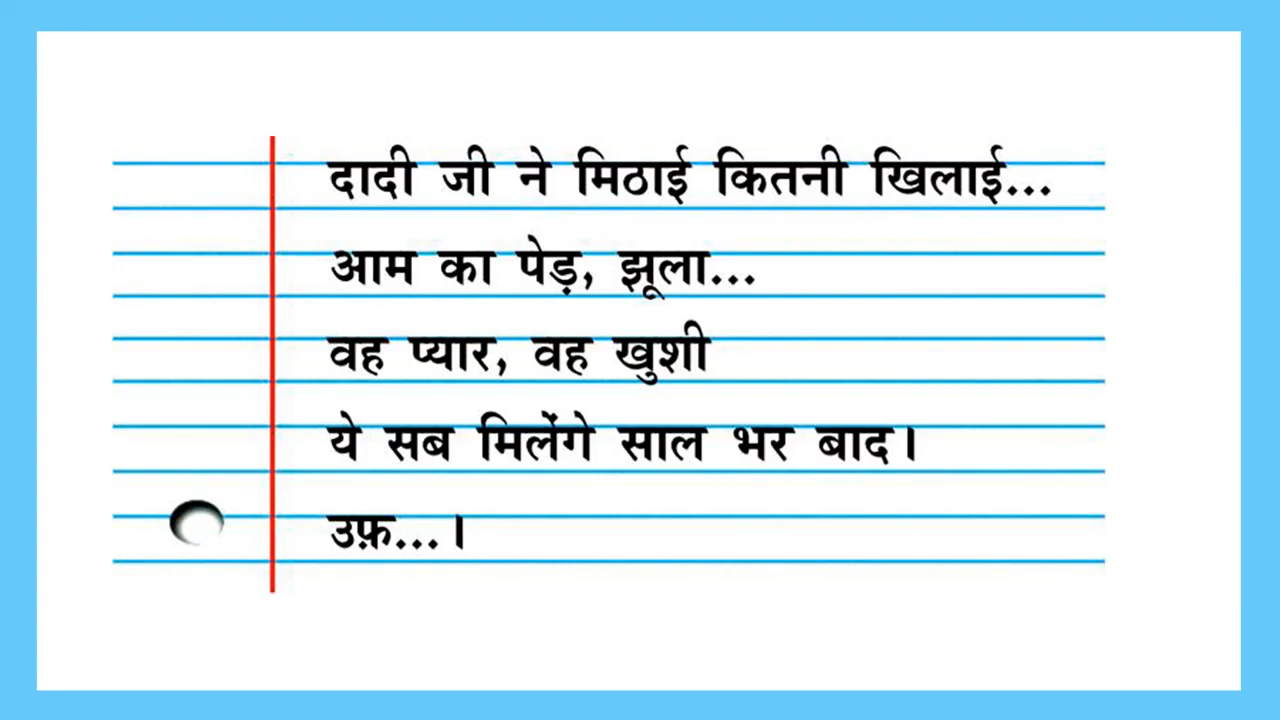 दादी जी ने मिठाई कितनी खिलाई...
आम का पेड़, झूला...
वह प्यार, वह खुशी
ये सब मिलेंगे साल भर बाद।
उफ़...।